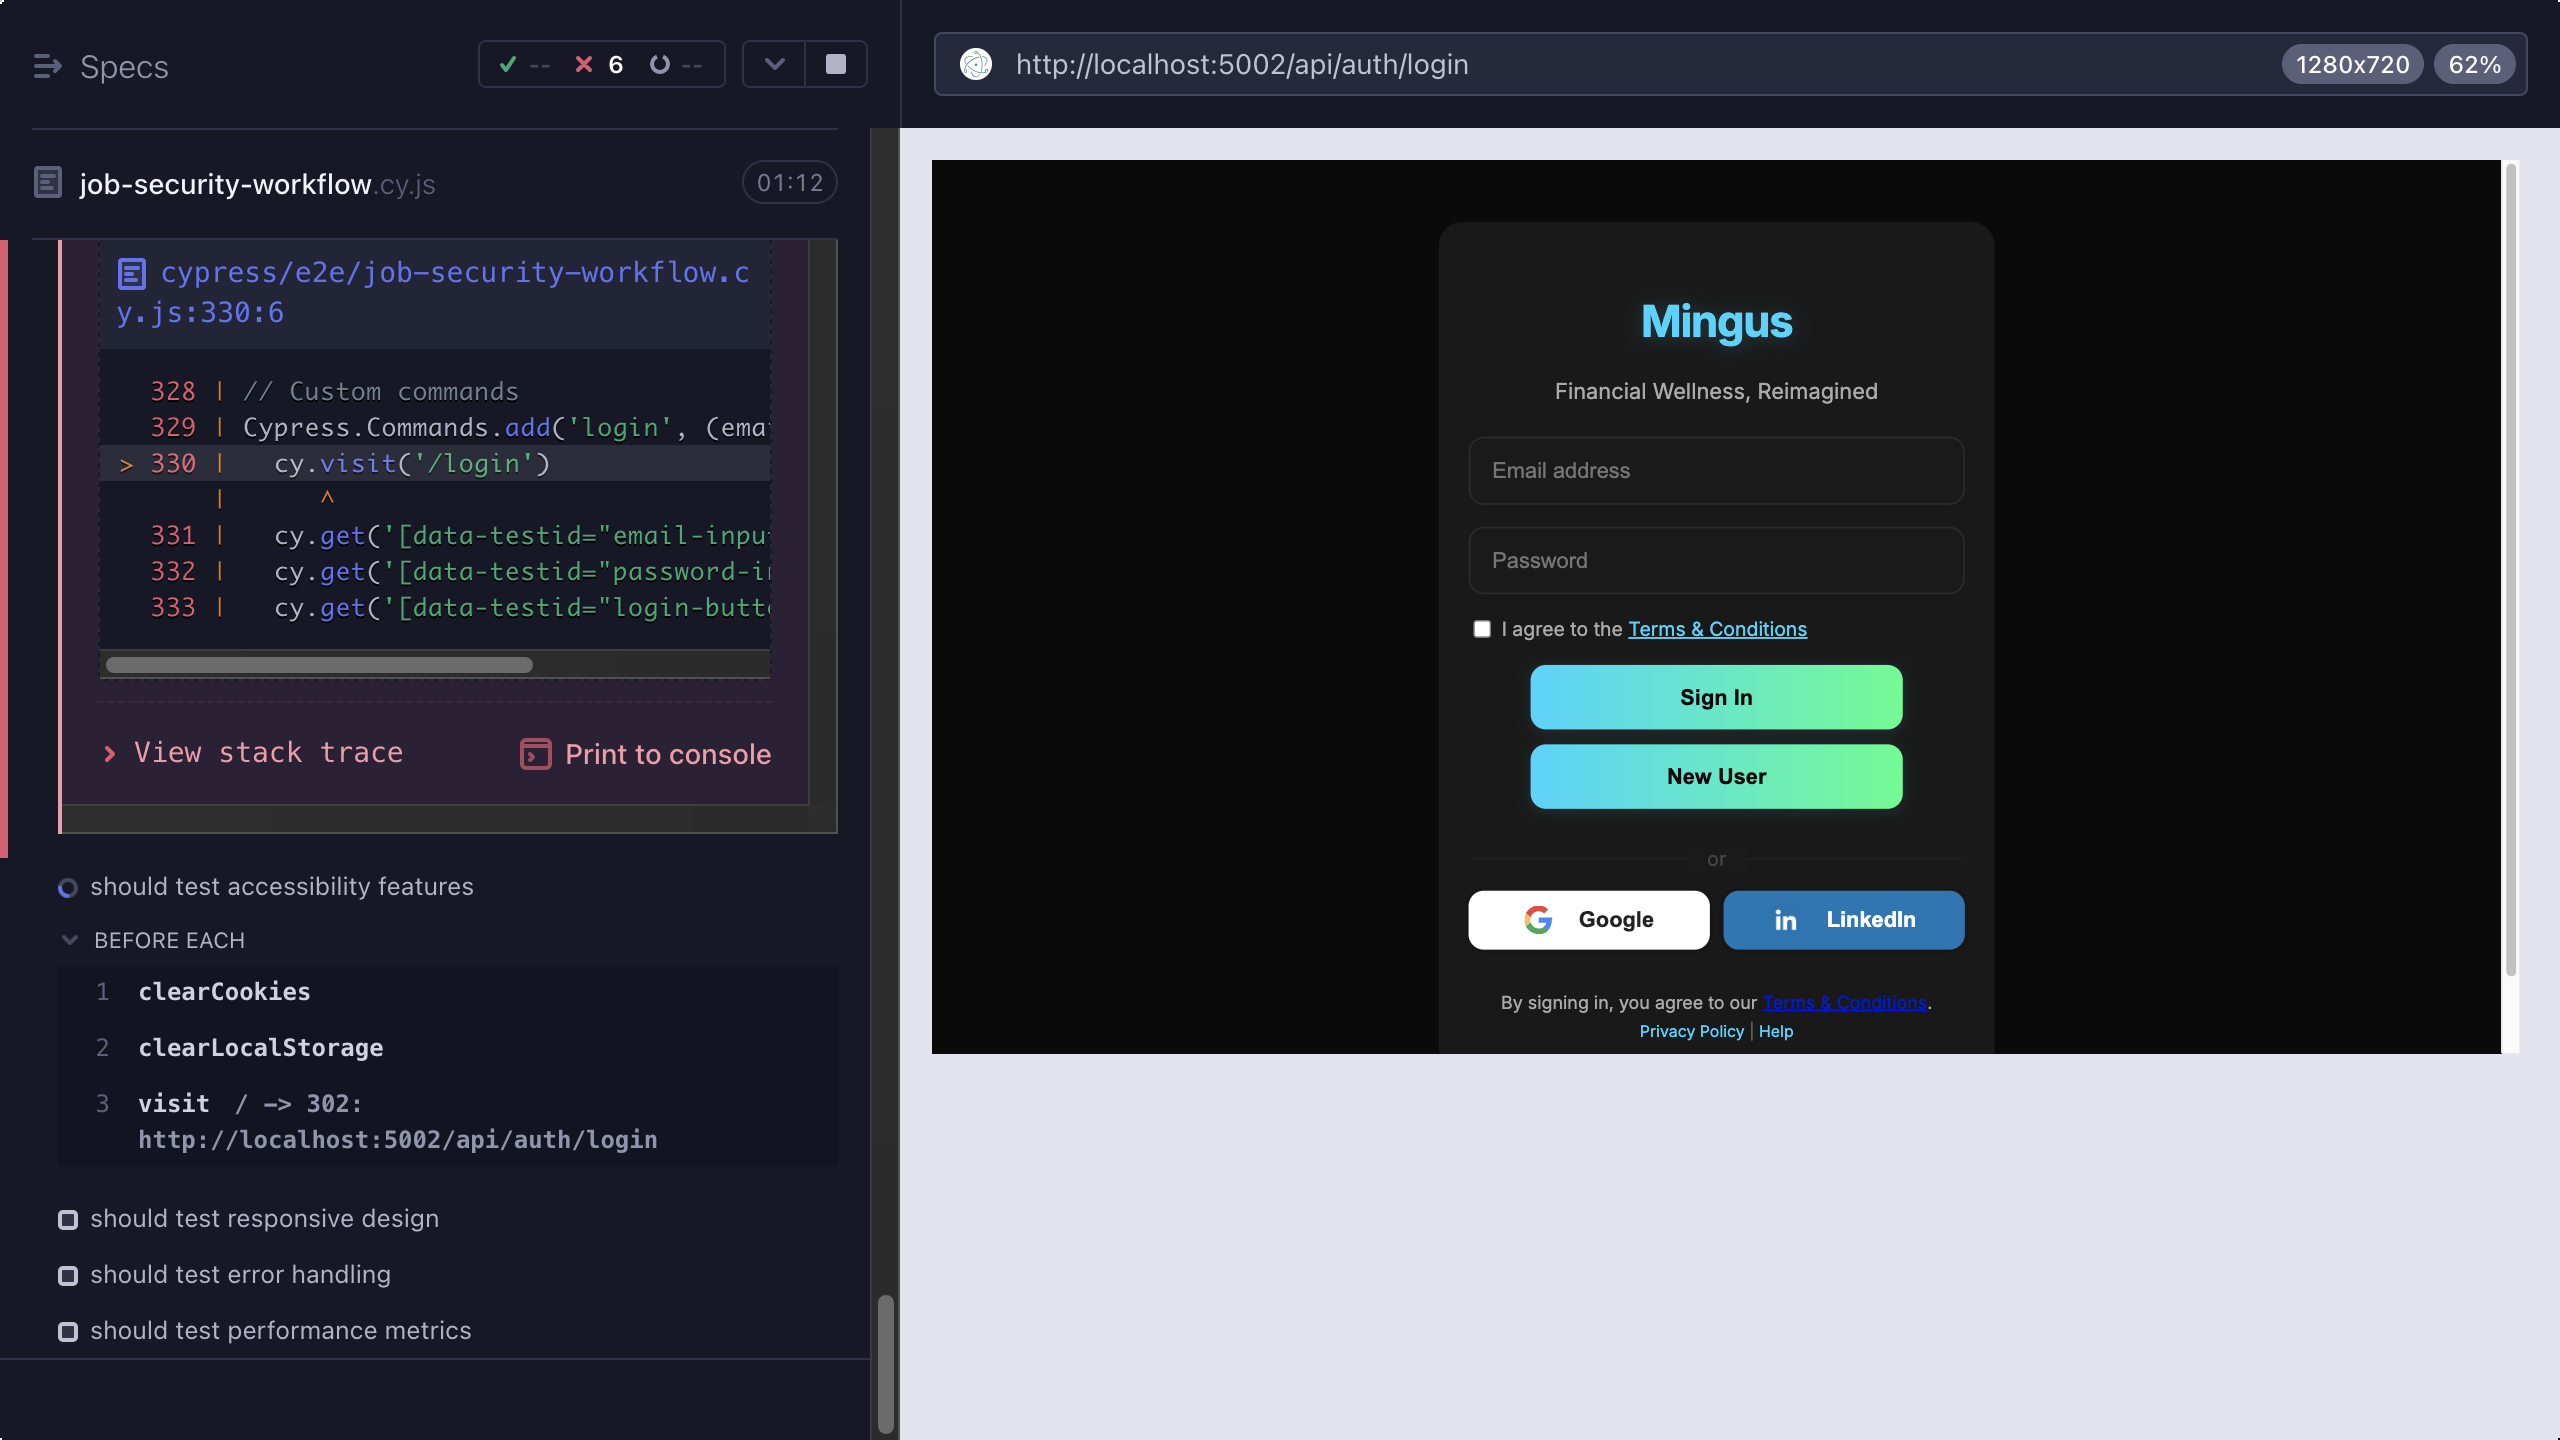 Specs
-- 6 --
job-security-workflow.cy.js 01:12
cypress/e2e/job-security-workflow.c
y.js:330:6
328 | // Custom commands
329 | Cypress.Commands.add('login', (ema
> 330 | cy.visit('/login')
| ^
331 | cy.get('[data-testid="email-inpu
332 | cy.get('[data-testid="password-i
333 | cy.get('[data-testid="login-butt
View stack trace
Print to console
should test accessibility features
BEFORE EACH
1 clearCookies
2 clearLocalStorage
3 visit / -> 302:
http://localhost:5002/api/auth/login
should test responsive design
should test error handling
should test performance metrics
http://localhost:5002/api/auth/login
1280x720 62%
Mingus
Financial Wellness, Reimagined
Email address
Password
I agree to the Terms & Conditions
Sign In
New User
or
Google
in LinkedIn
By signing in, you agree to our Terms & Conditions.
Privacy Policy | Help